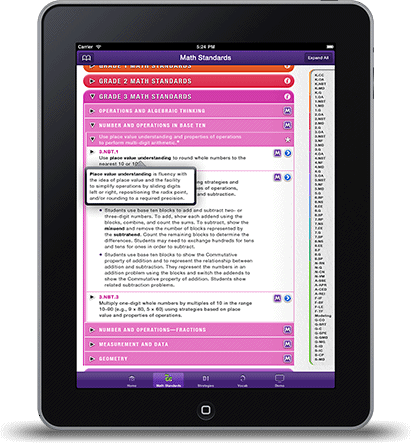 Carrier
5:24 PM
100%
Math Standards
Expand All
GRADE 1 MATH STANDARDS
GRADE 2 MATH STANDARDS
GRADE 3 MATH STANDARDS
OPERATIONS AND ALGEBRAIC THINKING
NUMBER AND OPERATIONS IN BASE TEN
Use place value understanding and properties of operations
to perform multi-digit arithmetic.
3.NBT.1
Use place value understanding to round whole numbers to the
nearest 10 or 100.
Place value understanding is fluency with
the idea of place value and the facility
to simplify operations by sliding digits
left or right, repositioning the radix point,
and/or rounding to a required precision.
strategies and
of operations,
and subtraction.
Students use base ten blocks to add and subtract two- or
three-digit numbers. To add, show each addend using the
blocks, combine, and count the sums. To subtract, show the
minuend and remove the number of blocks represented by
the subtrahend. Count the remaining blocks to determine the
differences. Students may need to exchange hundreds for tens
and tens for ones in order to subtract.
Students use base ten blocks to show the Commutative
property of addition and to represent the relationship between
addition and subtraction. They represent the numbers in an
addition problem using the blocks and switch the addends to
show the Commutative property of addition. Students show
related subtraction problems.
3.NBT.3
Multiply one-digit whole numbers by multiples of 10 in the range
10–90 (e.g., 9 x 80, 5 x 60) using strategies based on place
value and properties of operations.
NUMBER AND OPERATIONS—FRACTIONS
MEASUREMENT AND DATA
GEOMETRY
Home
Math Standards
Strategies
Vocab
K-CC
K-OA
K-NBT
K-MD
K-G
1-OA
1-NBT
1-MD
1-G
2-OA
2-NBT
2-MD
2-G
3-OA
3-NBT
3-NF
3-MD
3-G
4-OA
4-NBT
4-NF
4-MD
4-G
5-OA
5-NBT
5-NF
5-MD
5-G
Modeling